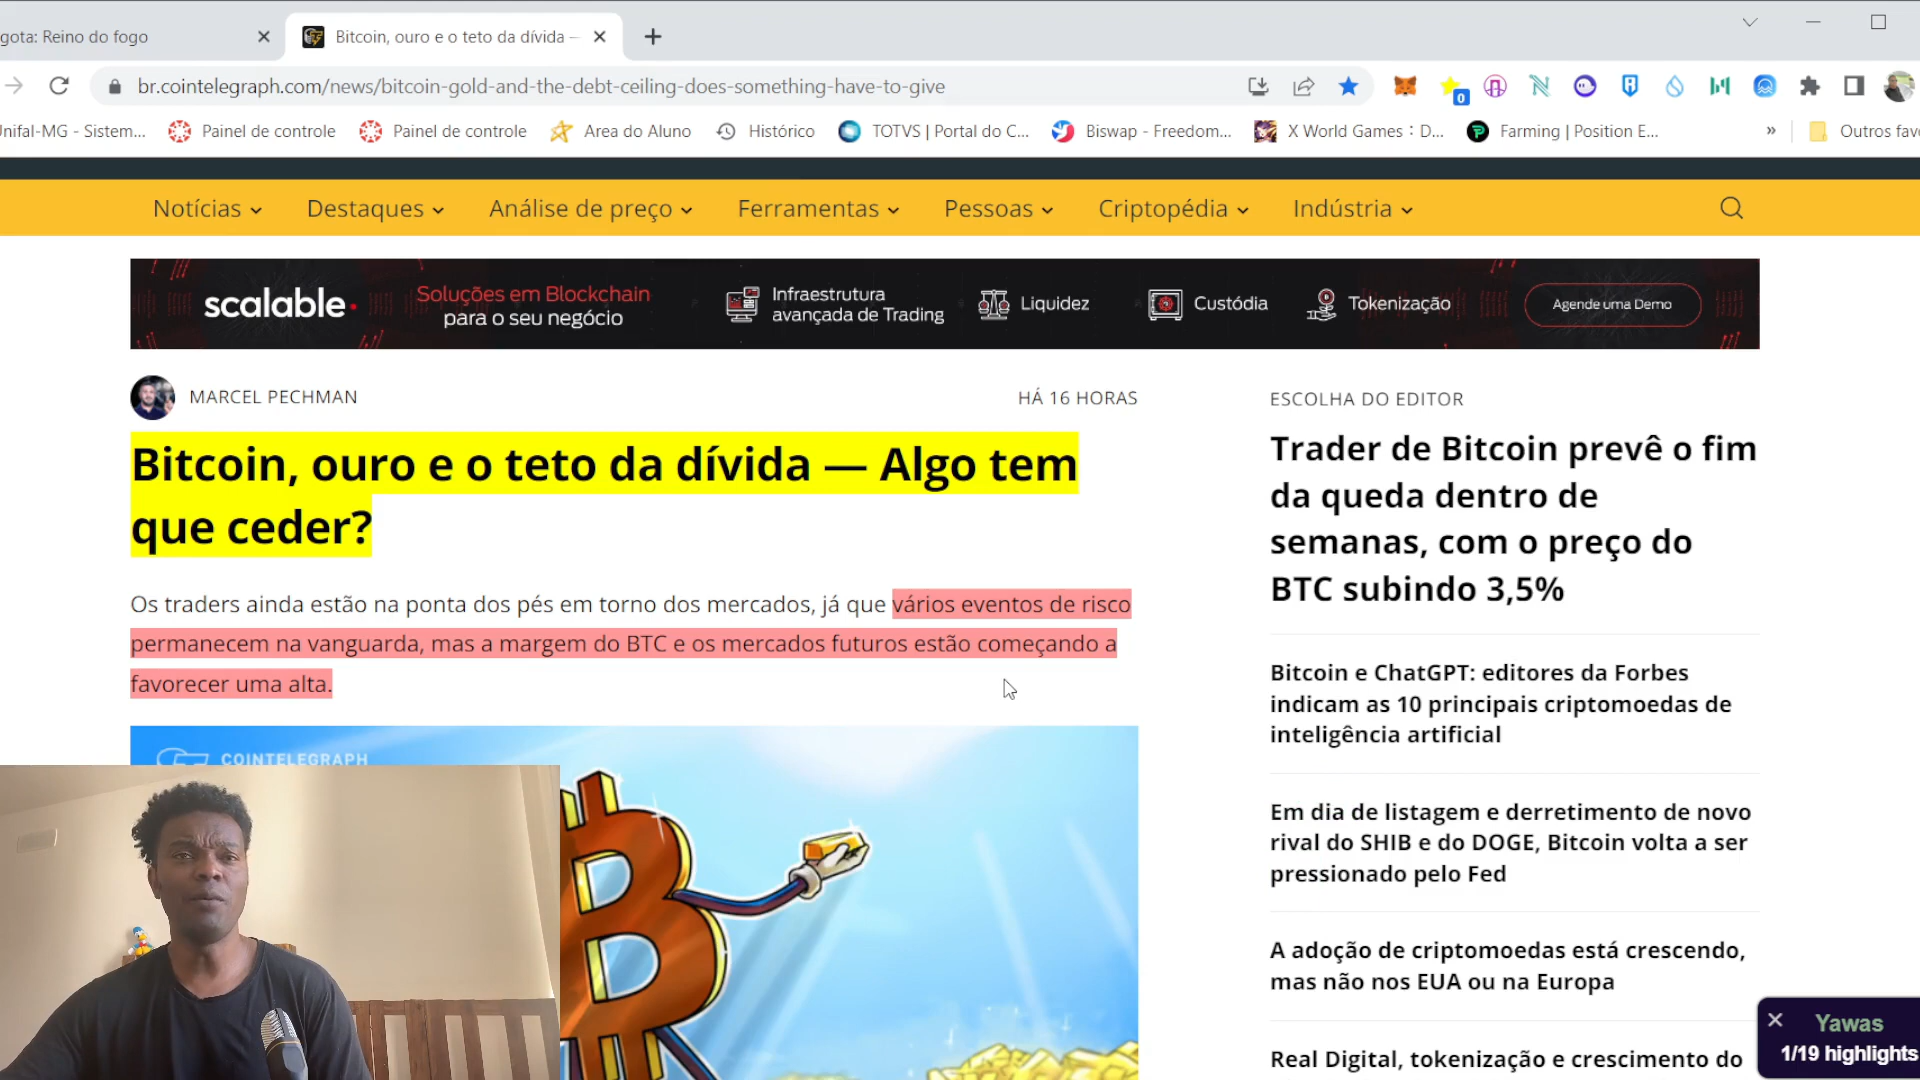 gota: Reino do fogo
Bitcoin, ouro e o teto da dívida —
br.cointelegraph.com/news/bitcoin-gold-and-the-debt-ceiling-does-something-have-to-give
0
Unifal-MG - Sistem...
Painel de controle
Painel de controle
Area do Aluno
Histórico
TOTVS | Portal do C...
Biswap - Freedom...
X World Games : D...
Farming | Position E...
»
Outros favo
Notícias
Destaques
Análise de preço
Ferramentas
Pessoas
Criptopédia
Indústria
scalable.
Soluções em Blockchain
para o seu negócio
Infraestrutura
avançada de Trading
Liquidez
Custódia
Tokenização
Agende uma Demo
MARCEL PECHMAN
HÁ 16 HORAS
Bitcoin, ouro e o teto da dívida — Algo tem
que ceder?
Os traders ainda estão na ponta dos pés em torno dos mercados, já que vários eventos de risco
permanecem na vanguarda, mas a margem do BTC e os mercados futuros estão começando a
favorecer uma alta.
COINTELEGRAPH
ESCOLHA DO EDITOR
Trader de Bitcoin prevê o fim
da queda dentro de
semanas, com o preço do
BTC subindo 3,5%
Bitcoin e ChatGPT: editores da Forbes
indicam as 10 principais criptomoedas de
inteligência artificial
Em dia de listagem e derretimento de novo
rival do SHIB e do DOGE, Bitcoin volta a ser
pressionado pelo Fed
A adoção de criptomoedas está crescendo,
mas não nos EUA ou na Europa
Real Digital, tokenização e crescimento do
Yawas
1/19 highlights